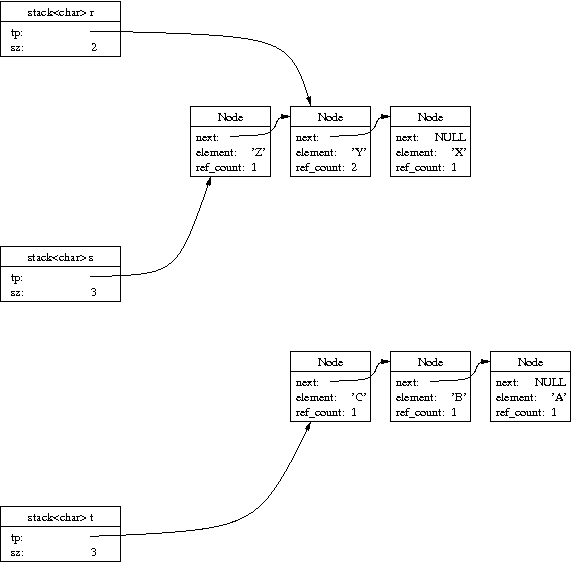 stack<char> r
tp:
sz: 2
Node Node Node
next: next: next: NULL
element: 'Z' element: 'Y' element: 'X'
ref_count: 1 ref_count: 2 ref_count: 1
stack<char> s
tp:
sz: 3
Node Node Node
next: next: next: NULL
element: 'C' element: 'B' element: 'A'
ref_count: 1 ref_count: 1 ref_count: 1
stack<char> t
tp:
sz: 3